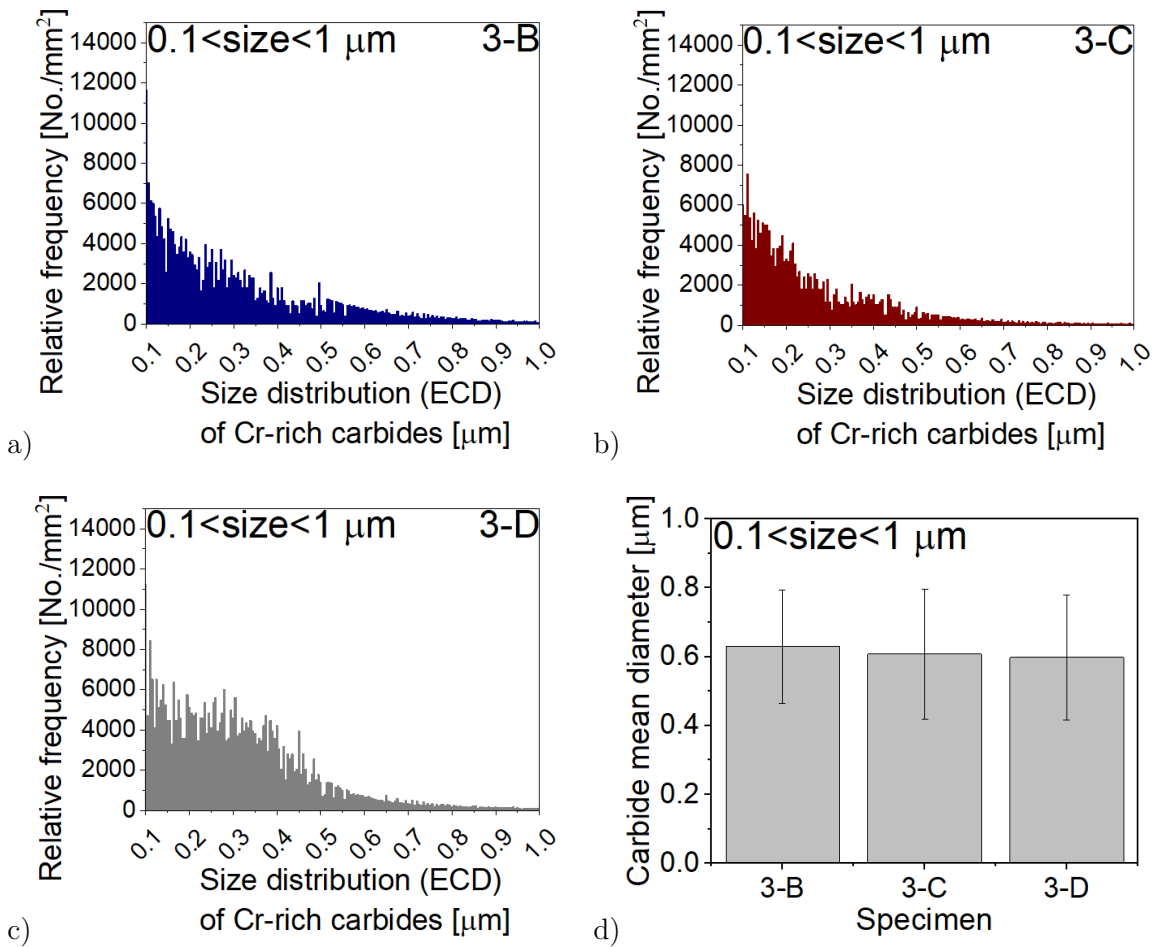 0.1<size<1 μm 3-B
Relative frequency [No./mm²]
14000
12000
10000
8000
6000
4000
2000
0
0.1 0.2 0.3 0.4 0.5 0.6 0.7 0.8 0.9 1.0
Size distribution (ECD)
of Cr-rich carbides [μm]
a)
0.1<size<1 μm 3-C
Relative frequency [No./mm²]
14000
12000
10000
8000
6000
4000
2000
0
0.1 0.2 0.3 0.4 0.5 0.6 0.7 0.8 0.9 1.0
Size distribution (ECD)
of Cr-rich carbides [μm]
b)
0.1<size<1 μm 3-D
Relative frequency [No./mm²]
14000
12000
10000
8000
6000
4000
2000
0
0.1 0.2 0.3 0.4 0.5 0.6 0.7 0.8 0.9 1.0
Size distribution (ECD)
of Cr-rich carbides [μm]
c)
0.1<size<1 μm
Carbide mean diameter [μm]
1.0
0.8
0.6
0.4
0.2
0.0
3-B 3-C 3-D
Specimen
d)